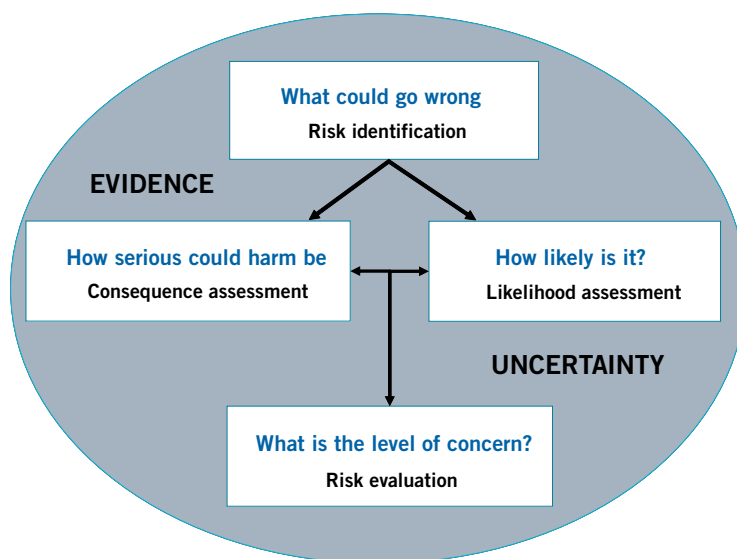 What could go wrong
Risk identification
EVIDENCE
How serious could harm be
Consequence assessment
How likely is it?
Likelihood assessment
UNCERTAINTY
What is the level of concern?
Risk evaluation